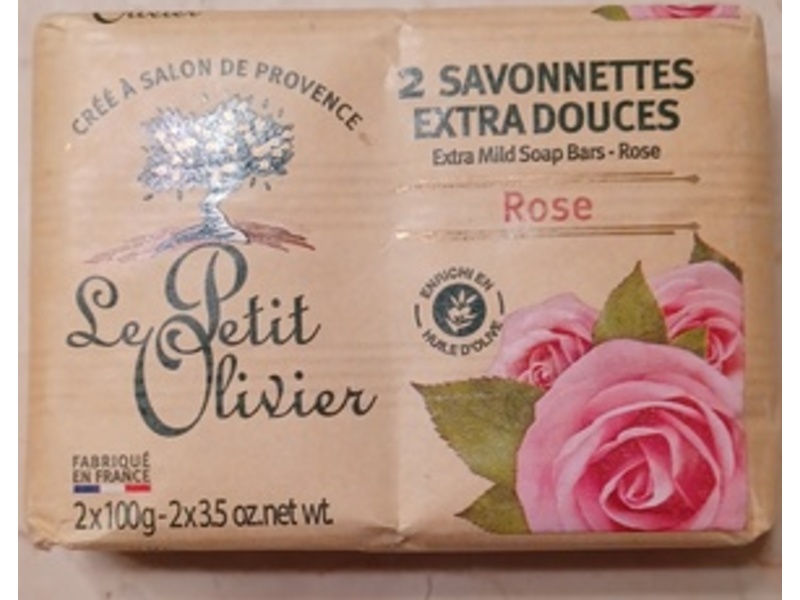 Olivier
CRÉÉ À SALON DE PROVENCE
Le Petit
Olivier
FABRIQUÉ
EN FRANCE
2x100g-2x3.5 oz.net wt.
2 SAVONNETTES
EXTRA DOUCES
Extra Mild Soap Bars - Rose
Rose
ENRICHI EN
HUILE D'OLIVE